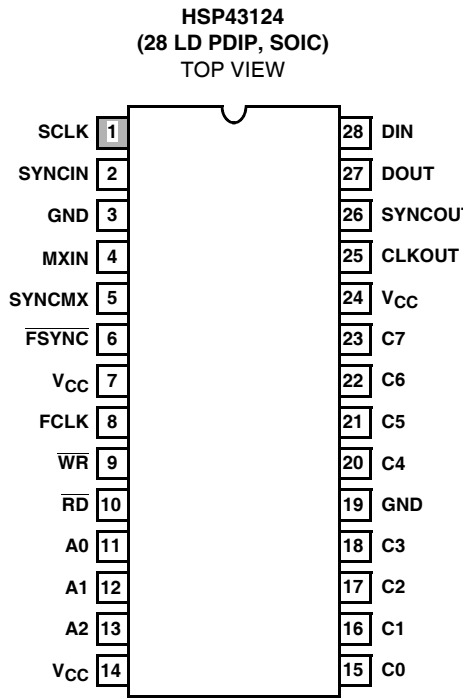 HSP43124
(28 LD PDIP, SOIC)
TOP VIEW
SCLK 1 28 DIN
SYNCIN 2 27 DOUT
GND 3 26 SYNCOUT
MXIN 4 25 CLKOUT
SYNCMX 5 24 VCC
F̅S̅Y̅N̅C̅ 6 23 C7
VCC 7 22 C6
FCLK 8 21 C5
W̅R̅ 9 20 C4
R̅D̅ 10 19 GND
A0 11 18 C3
A1 12 17 C2
A2 13 16 C1
VCC 14 15 C0